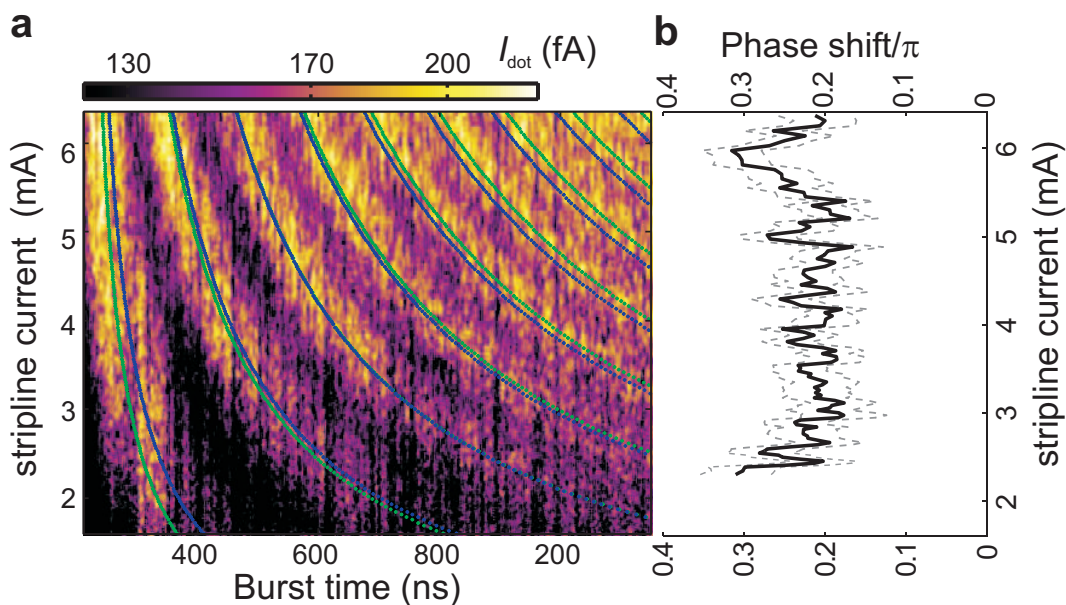 a
I_dot (fA)
130 170 200
stripline current (mA)
6
5
4
3
2
400 600 800 200
Burst time (ns)
b
Phase shift/π
0.4 0.3 0.2 0.1 0
6
5
4
3
2
stripline current (mA)
0.4 0.3 0.2 0.1 0